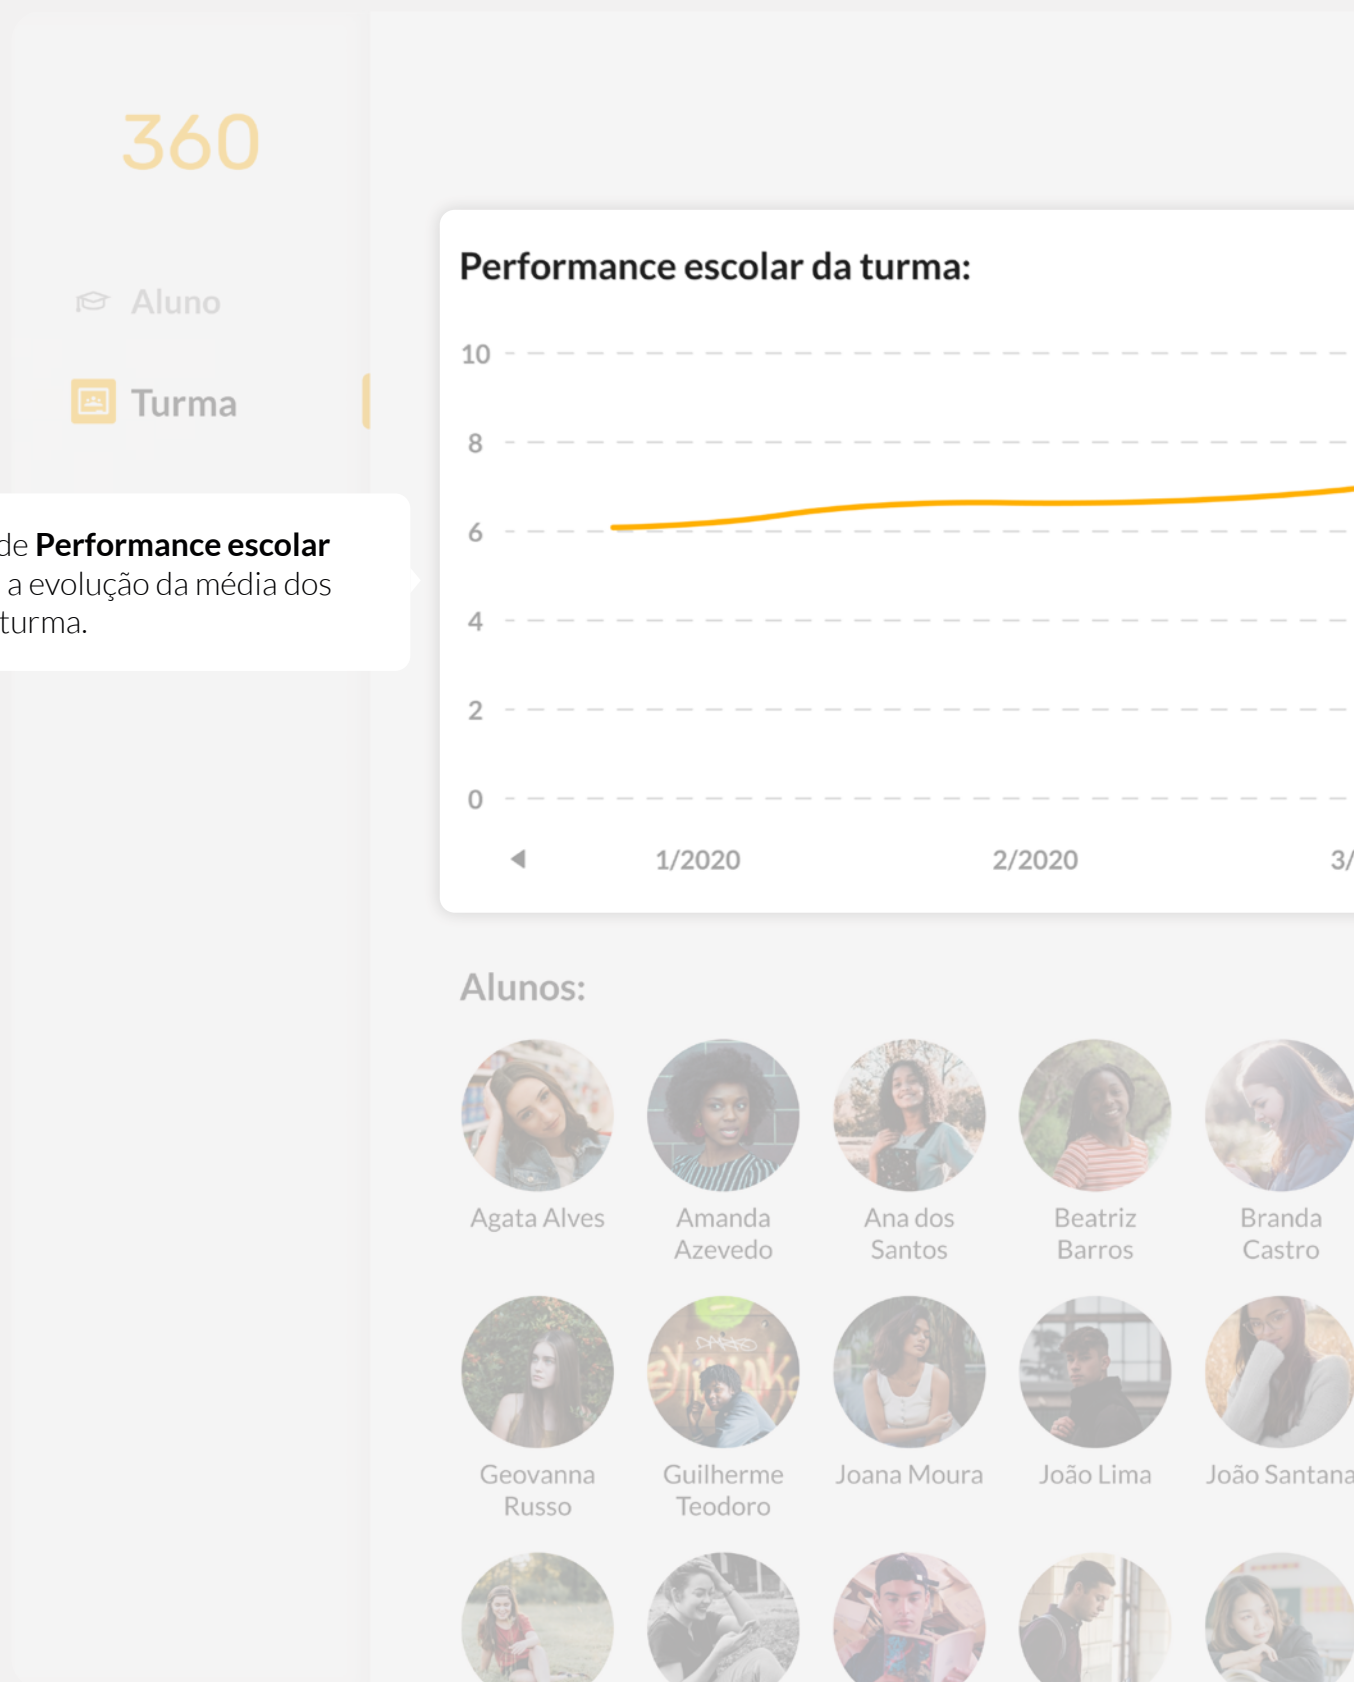 360
Aluno
Turma
de Performance escolar
a evolução da média dos
turma.
Performance escolar da turma:
10
8
6
4
2
0
1/2020
2/2020
3/
Alunos:
Agata Alves
Amanda
Azevedo
Ana dos
Santos
Beatriz
Barros
Branda
Castro
Geovanna
Russo
Guilherme
Teodoro
Joana Moura
João Lima
João Santana